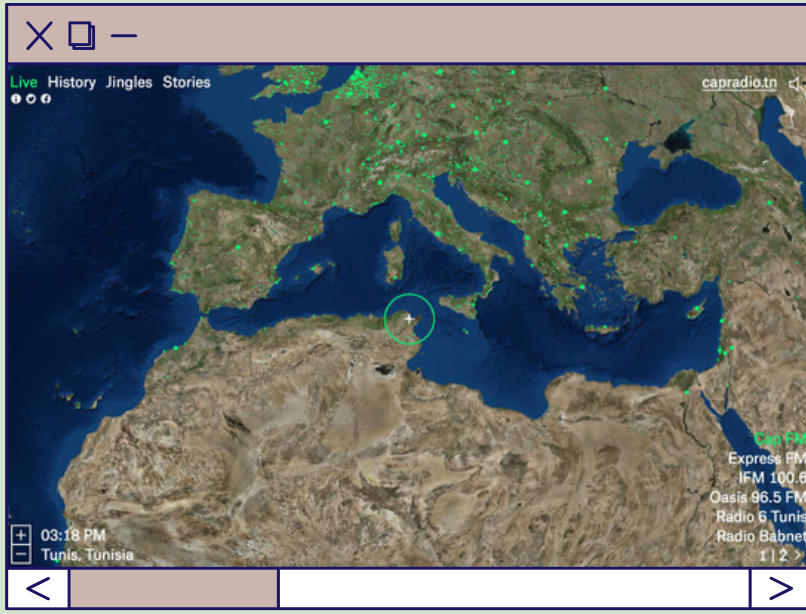 Live History Jingles Stories
capradio.tn
Cap FM
Express FM
IFM 100.6
Oasis 96.5 FM
Radio 6 Tunis
Radio Babnet
1 | 2 >
03:18 PM
Tunis, Tunisia